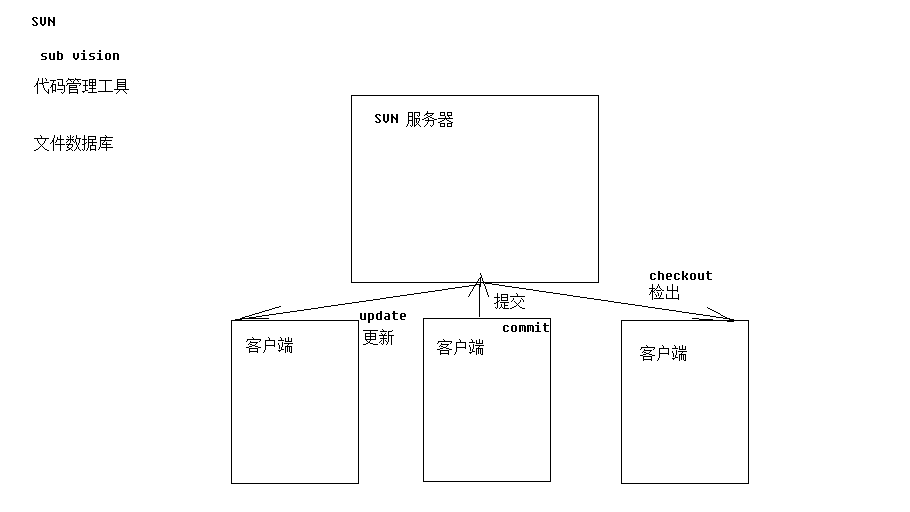 SVN
sub vision
代码管理工具
文件数据库
SVN 服务器
checkout
检出
提交
update
更新
commit
客户端
客户端
客户端